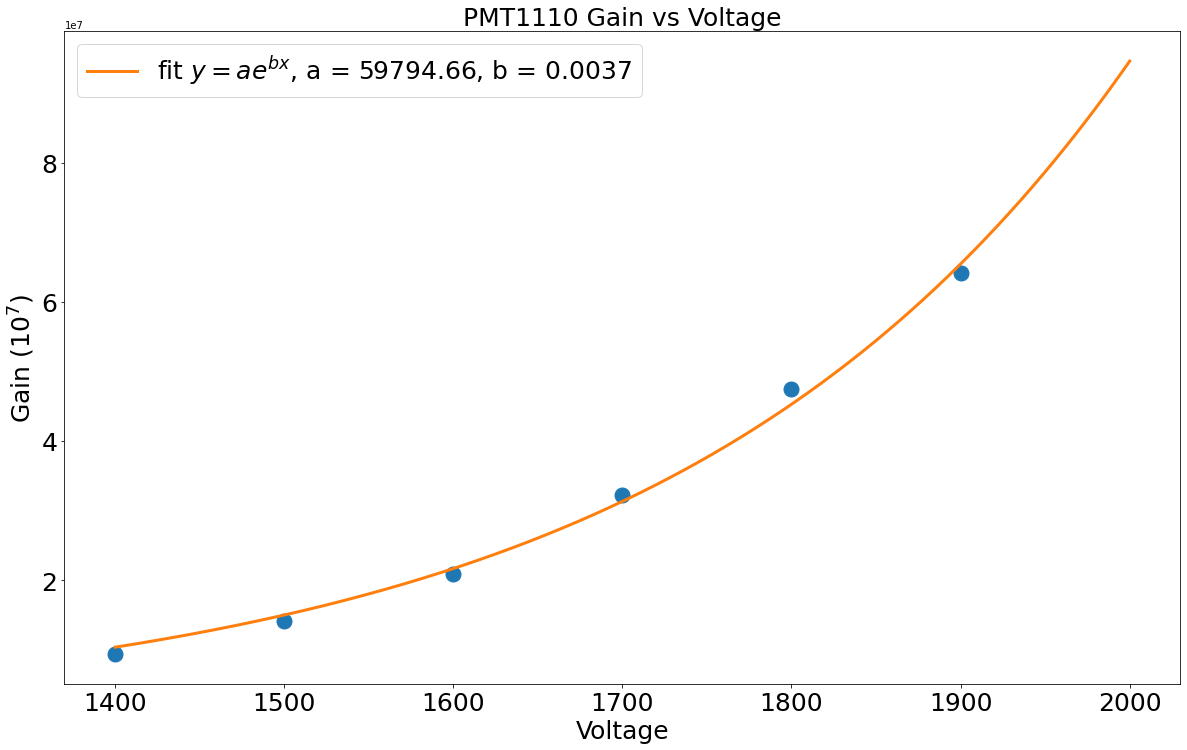 PMT1110 Gain vs Voltage
1e7
fit $y = ae^{bx}$, a = 59794.66, b = 0.0037
8
6
4
2
Gain ($10^7$)
1400 1500 1600 1700 1800 1900 2000
Voltage